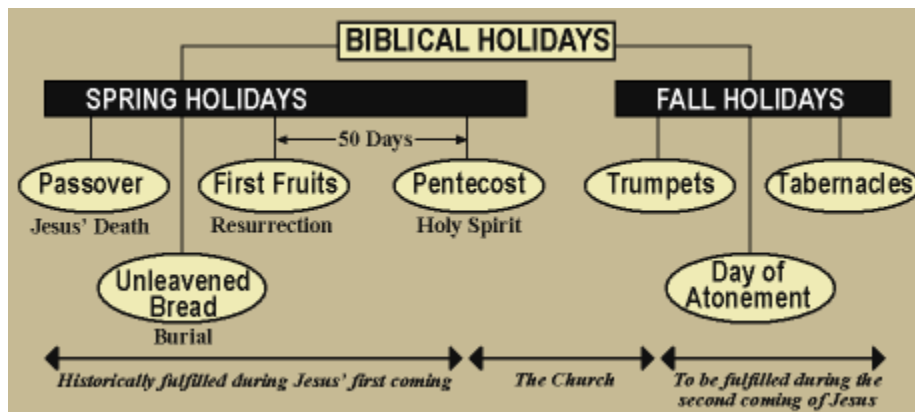 BIBLICAL HOLIDAYS
SPRING HOLIDAYS
FALL HOLIDAYS
50 Days
Passover
First Fruits
Pentecost
Trumpets
Tabernacles
Jesus' Death
Resurrection
Holy Spirit
Unleavened
Bread
Burial
Day of
Atonement
Historically fulfilled during Jesus' first coming
The Church
To be fulfilled during the
second coming of Jesus